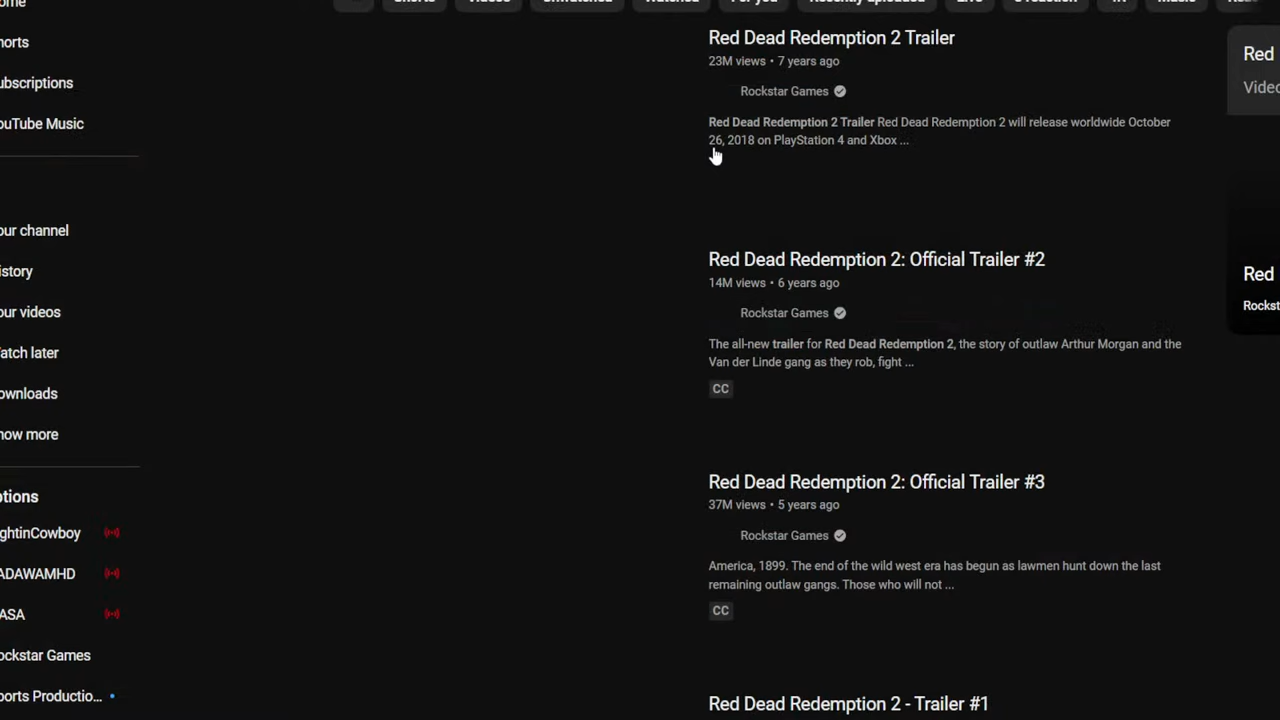 Red Dead Redemption 2 Trailer
23M views • 7 years ago
Rockstar Games
Red Dead Redemption 2 Trailer Red Dead Redemption 2 will release worldwide October
26, 2018 on PlayStation 4 and Xbox ...
Red Dead Redemption 2: Official Trailer #2
14M views • 6 years ago
Rockstar Games
The all-new trailer for Red Dead Redemption 2, the story of outlaw Arthur Morgan and the
Van der Linde gang as they rob, fight ...
CC
Red Dead Redemption 2: Official Trailer #3
37M views • 5 years ago
Rockstar Games
America, 1899. The end of the wild west era has begun as lawmen hunt down the last
remaining outlaw gangs. Those who will not ...
CC
Red Dead Redemption 2 - Trailer #1
ome
horts
ubscriptions
ouTube Music
our channel
istory
our videos
atch later
ownloads
how more
ptions
ghtinCowboy
ADAWAMHD
ASA
ockstar Games
ports Productio...
Red
Video
Red
Rockst